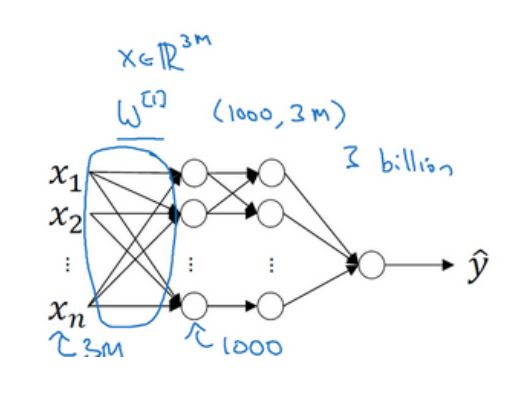 x∈ℝ^3M
W^[1] (1000, 3M)
3 billion
x₁
x₂
⋮ ⋮ ⋮
ŷ
xₙ
3M 1000